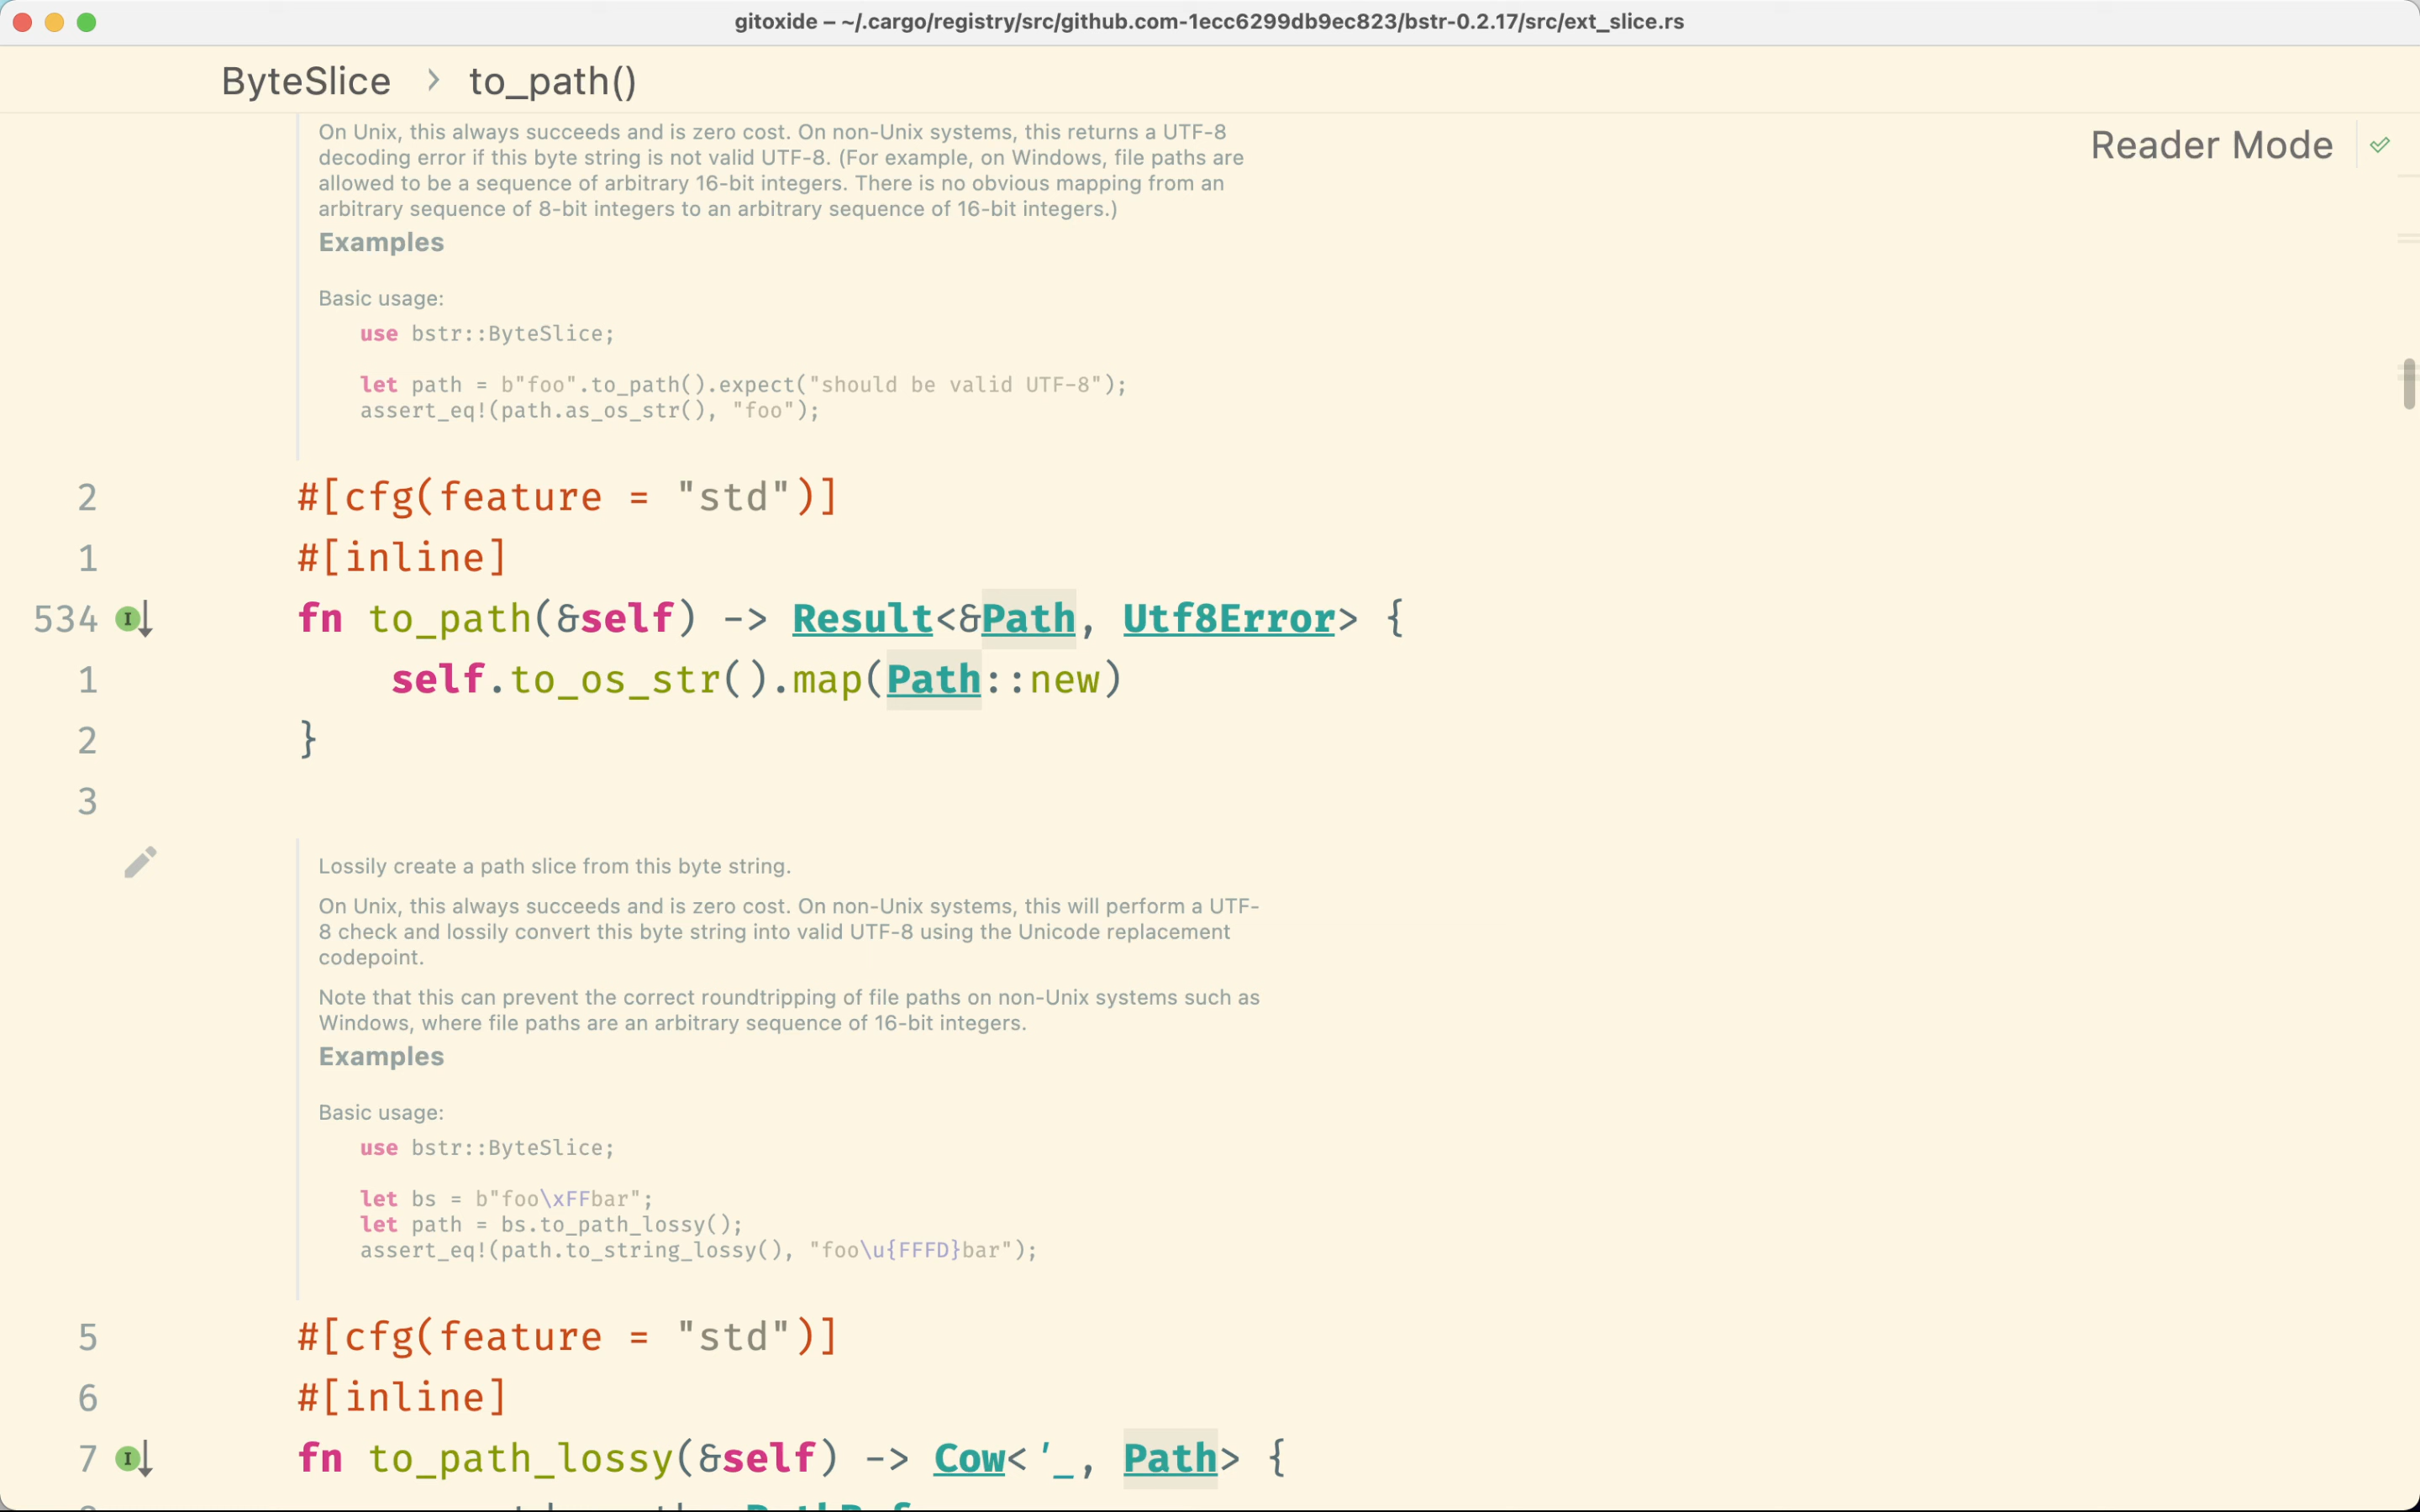 gitoxide – ~/.cargo/registry/src/github.com-1ecc6299db9ec823/bstr-0.2.17/src/ext_slice.rs
ByteSlice > to_path()
Reader Mode
On Unix, this always succeeds and is zero cost. On non-Unix systems, this returns a UTF-8
decoding error if this byte string is not valid UTF-8. (For example, on Windows, file paths are
allowed to be a sequence of arbitrary 16-bit integers. There is no obvious mapping from an
arbitrary sequence of 8-bit integers to an arbitrary sequence of 16-bit integers.)
Examples
Basic usage:
use bstr::ByteSlice;
let path = b"foo".to_path().expect("should be valid UTF-8");
assert_eq!(path.as_os_str(), "foo");
2 #[cfg(feature = "std")]
1 #[inline]
534 fn to_path(&self) -> Result<&Path, Utf8Error> {
1 self.to_os_str().map(Path::new)
2 }
3
Lossily create a path slice from this byte string.
On Unix, this always succeeds and is zero cost. On non-Unix systems, this will perform a UTF-
8 check and lossily convert this byte string into valid UTF-8 using the Unicode replacement
codepoint.
Note that this can prevent the correct roundtripping of file paths on non-Unix systems such as
Windows, where file paths are an arbitrary sequence of 16-bit integers.
Examples
Basic usage:
use bstr::ByteSlice;
let bs = b"foo\xFFbar";
let path = bs.to_path_lossy();
assert_eq!(path.to_string_lossy(), "foo\u{FFFD}bar");
5 #[cfg(feature = "std")]
6 #[inline]
7 fn to_path_lossy(&self) -> Cow<'_, Path> {